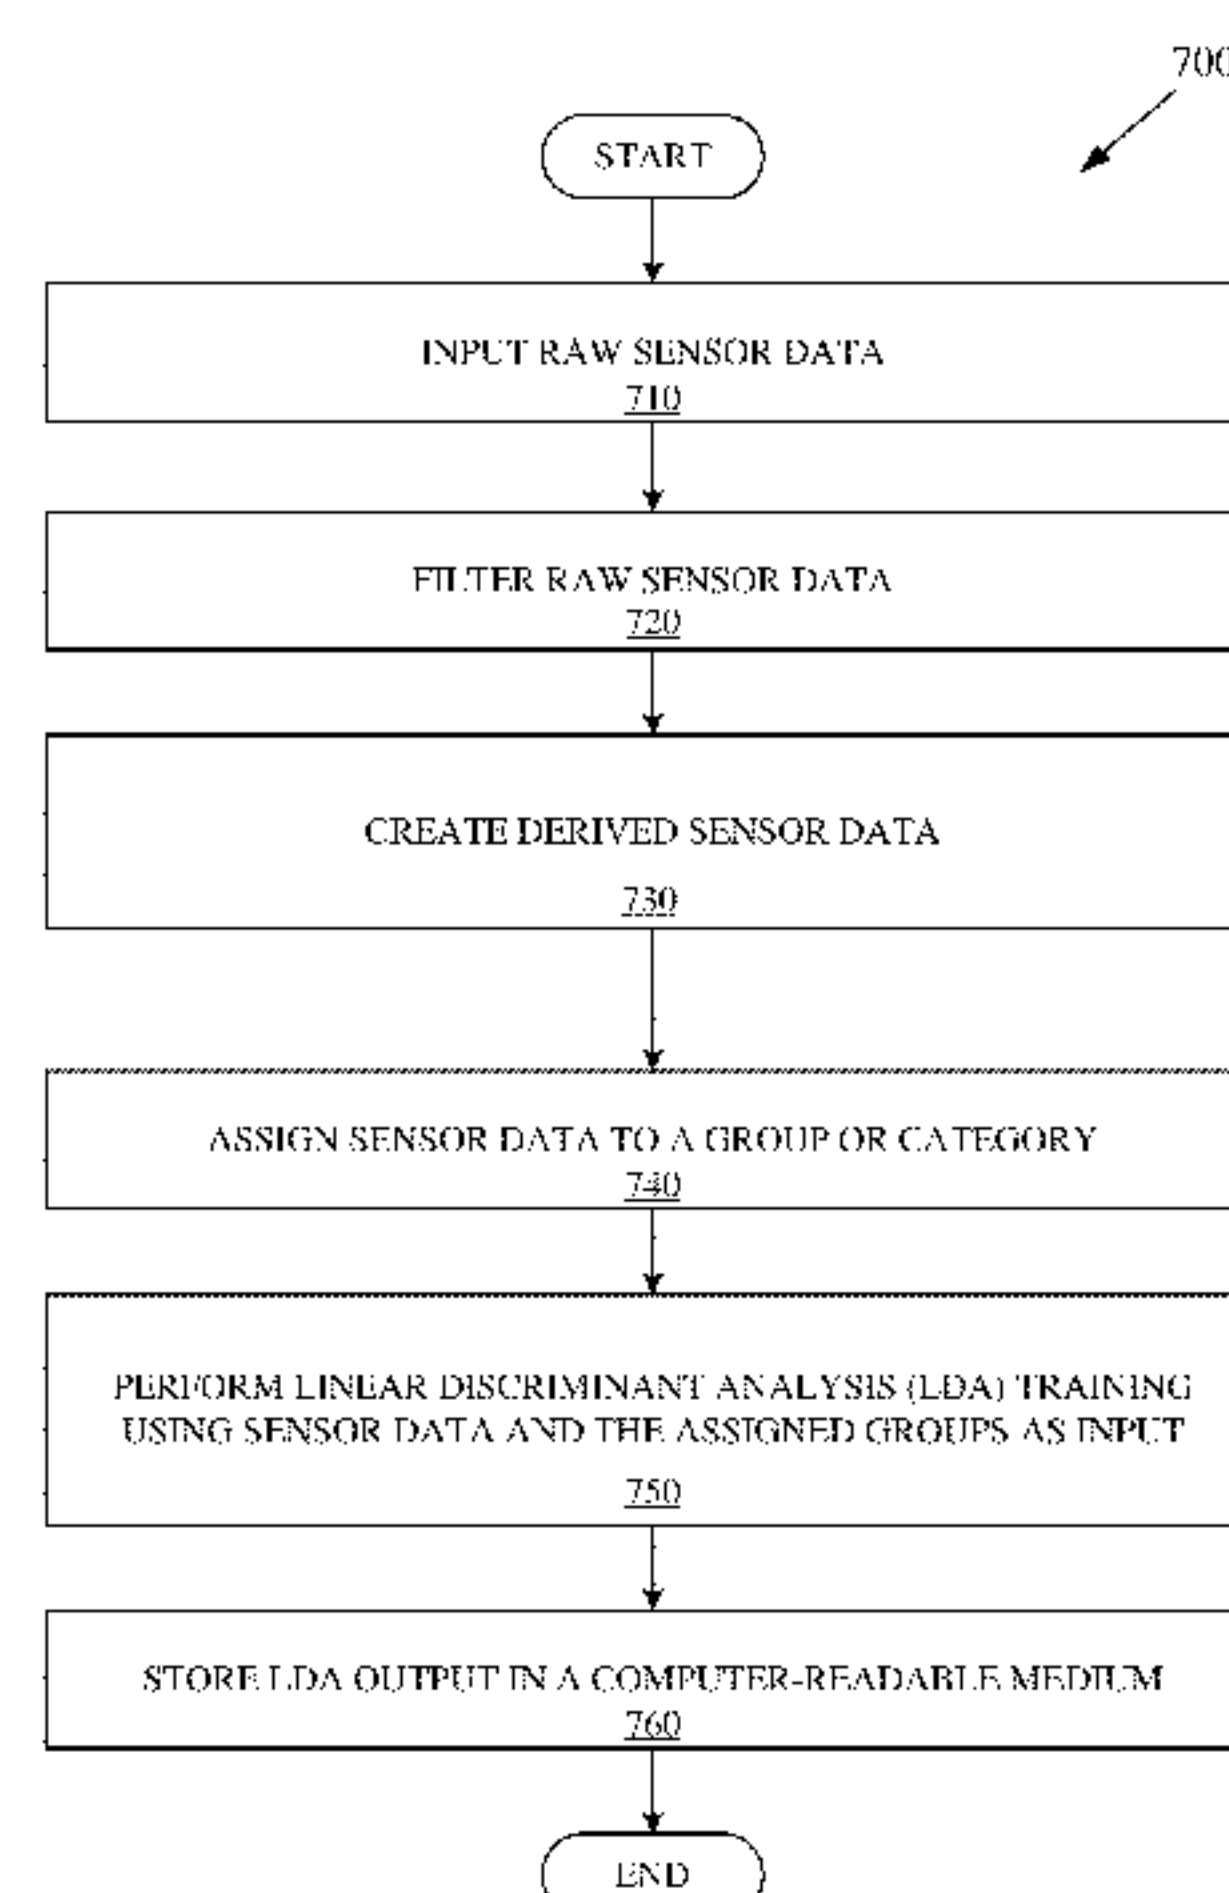 700
START
INPUT RAW SENSOR DATA
710
FILTER RAW SENSOR DATA
720
CREATE DERIVED SENSOR DATA
730
ASSIGN SENSOR DATA TO A GROUP OR CATEGORY
740
PERFORM LINEAR DISCRIMINANT ANALYSIS (LDA) TRAINING
USING SENSOR DATA AND THE ASSIGNED GROUPS AS INPUT
750
STORE LDA OUTPUT IN A COMPUTER-READABLE MEDIUM
760
END